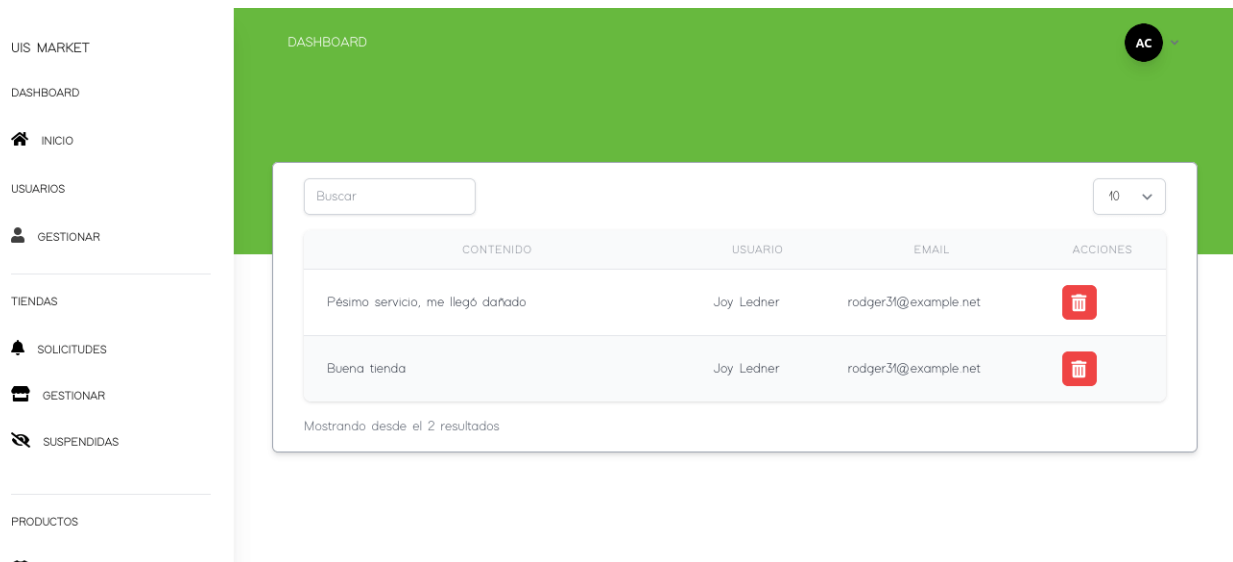 UIS MARKET
DASHBOARD
INICIO
USUARIOS
GESTIONAR
TIENDAS
SOLICITUDES
GESTIONAR
SUSPENDIDAS
PRODUCTOS
DASHBOARD
AC
Buscar
10
CONTENIDO USUARIO EMAIL ACCIONES
Pésimo servicio, me llegó dañado Joy Ledner rodger31@example.net
Buena tienda Joy Ledner rodger31@example.net
Mostrando desde el 2 resultados